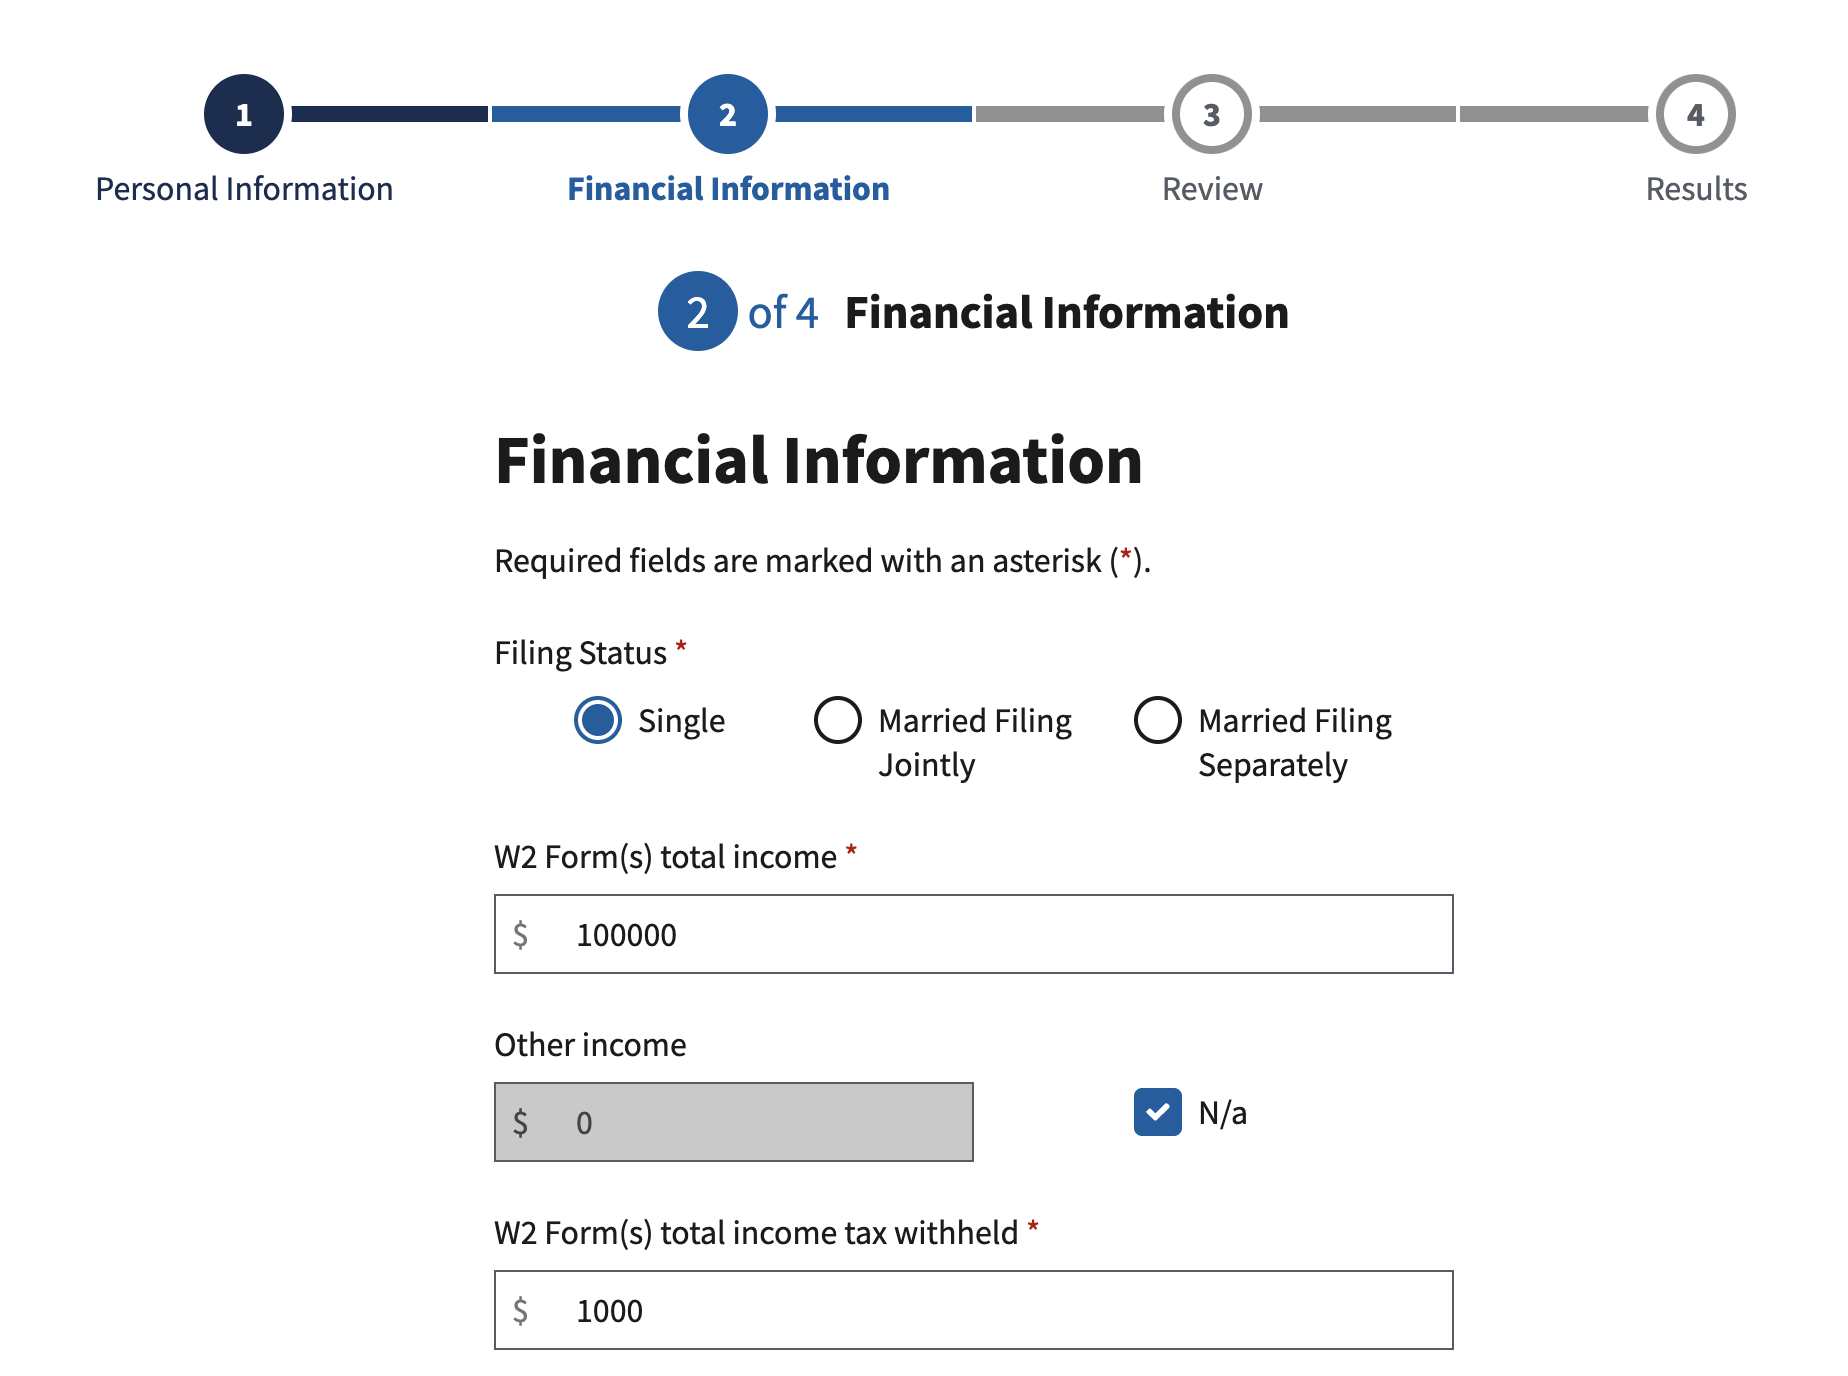 1
2
3
4
Personal Information
Financial Information
Review
Results
2 of 4 Financial Information
Financial Information
Required fields are marked with an asterisk (*).
Filing Status *
Single
Married Filing
Jointly
Married Filing
Separately
W2 Form(s) total income *
$ 100000
Other income
$ 0
N/a
W2 Form(s) total income tax withheld *
$ 1000